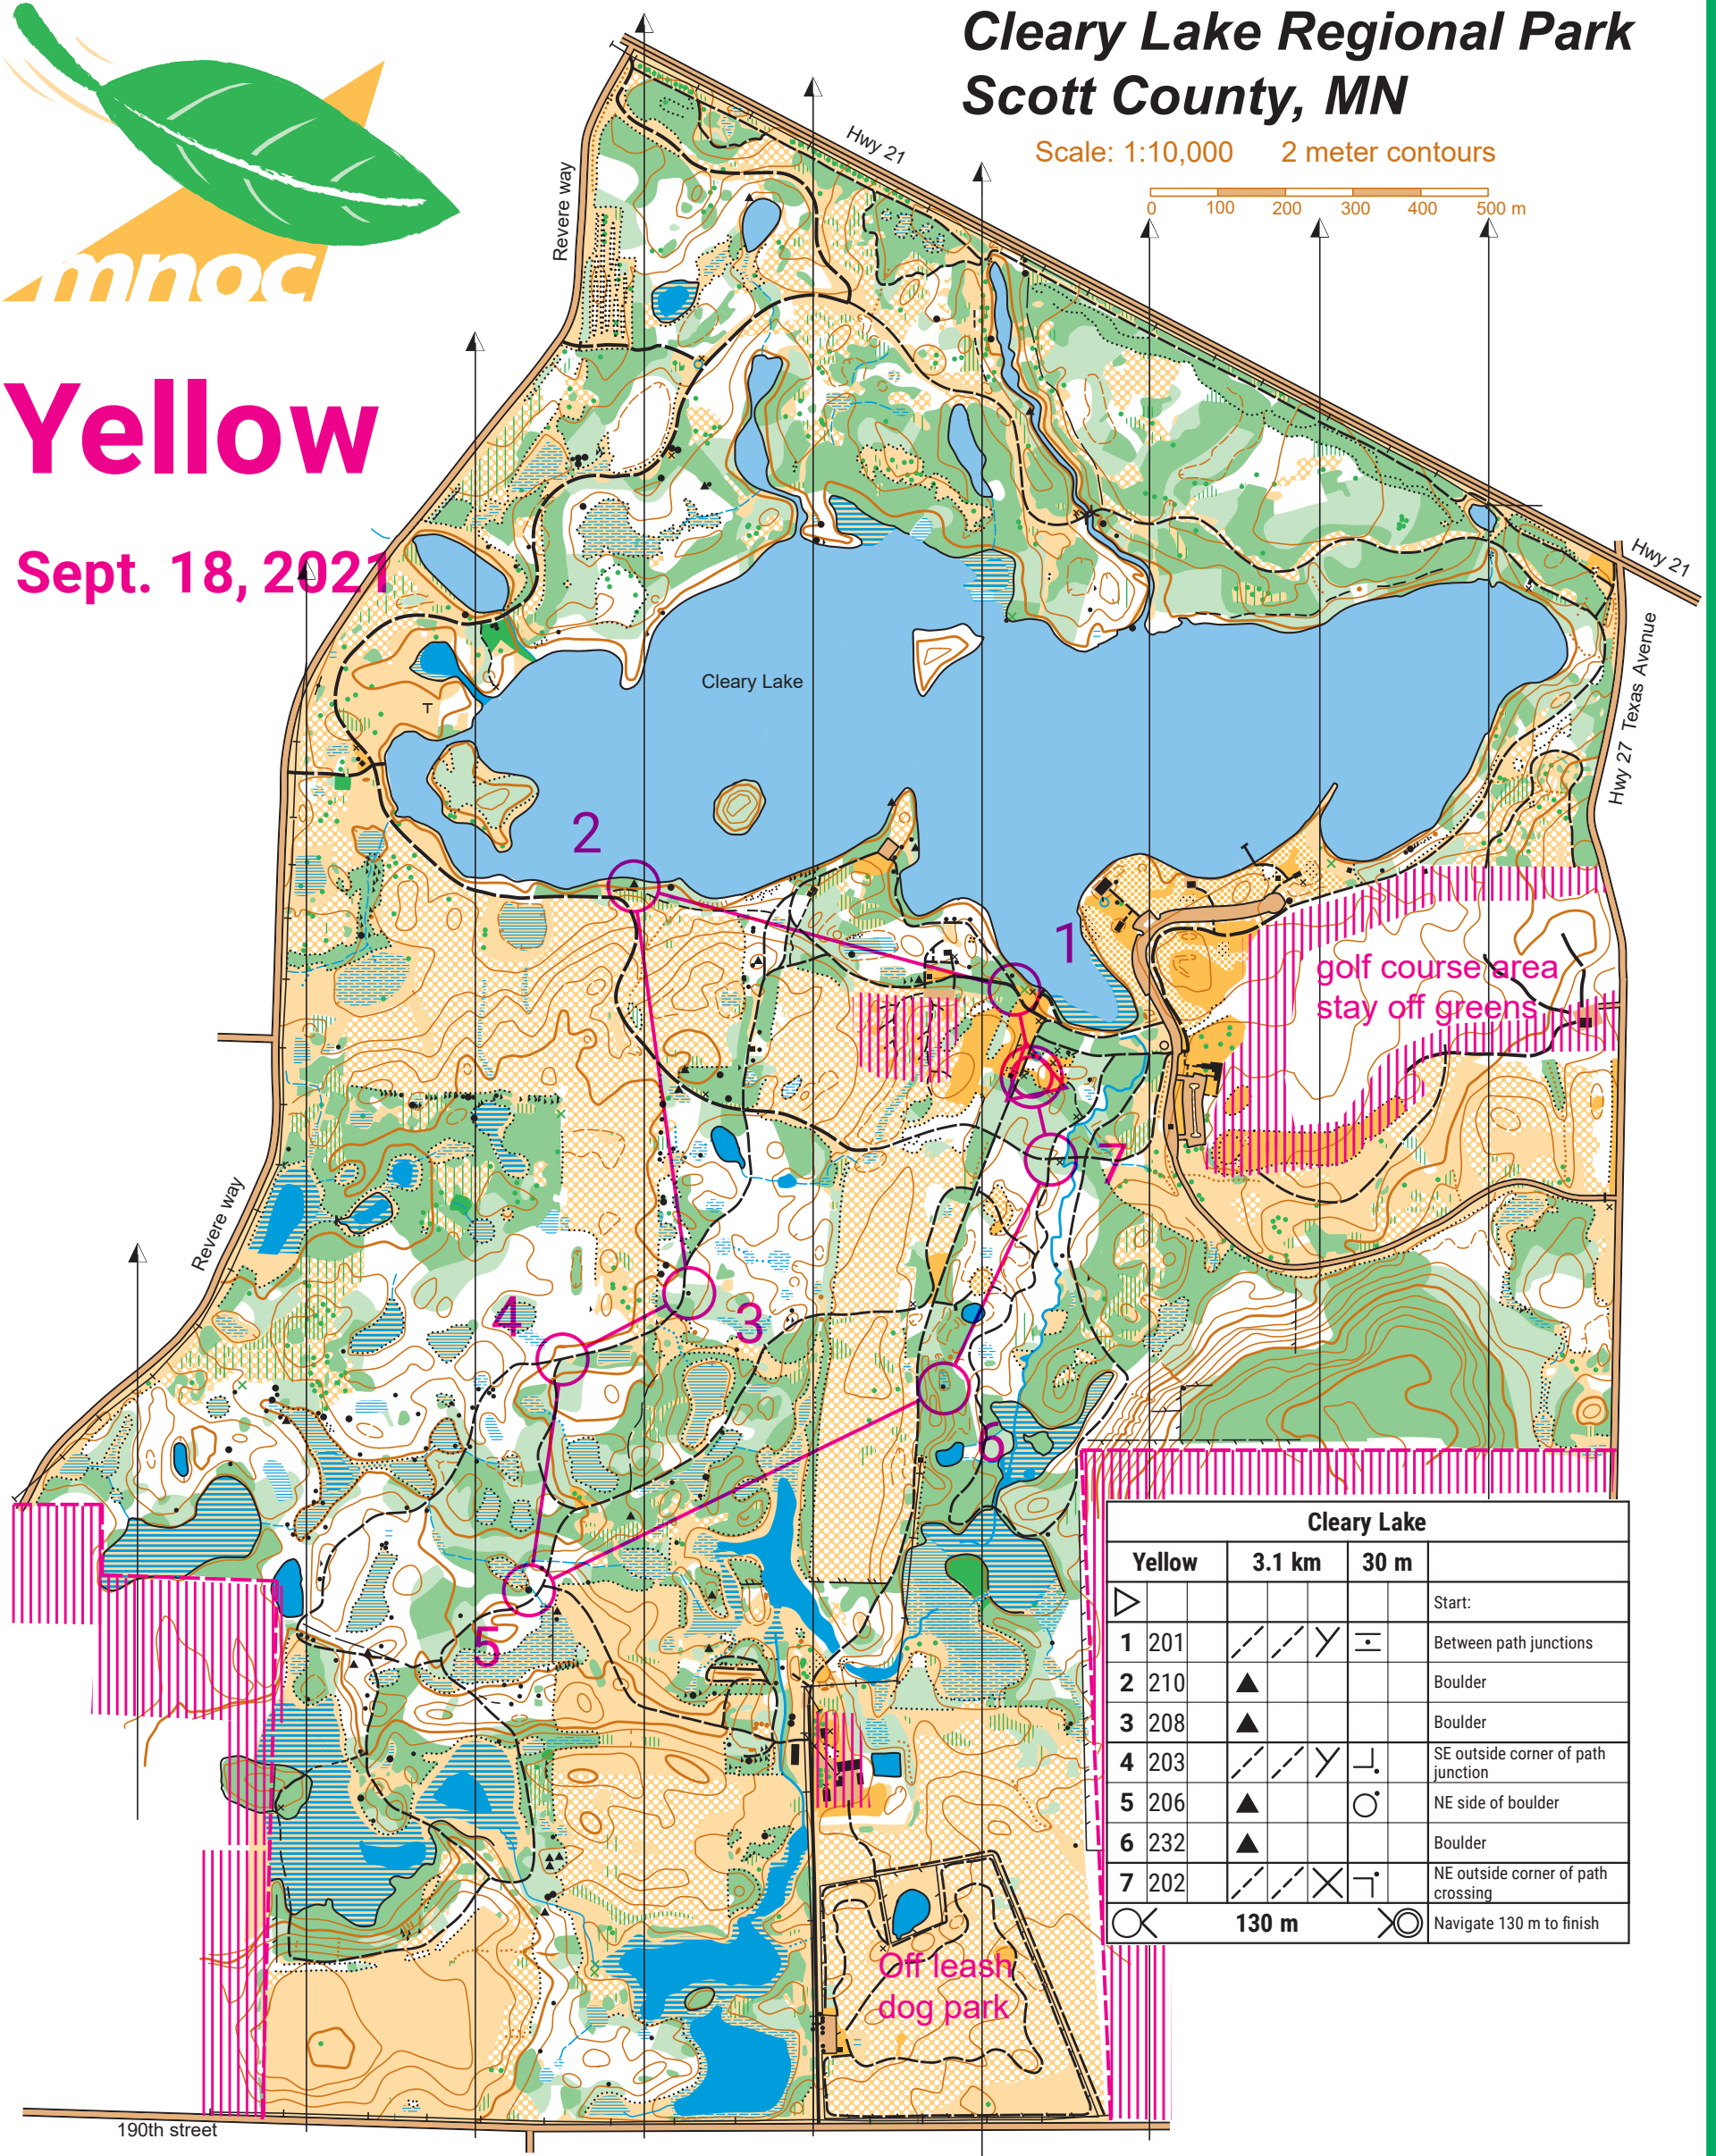 mnoc
Cleary Lake Regional Park
Scott County, MN
Scale: 1:10,000 2 meter contours
0 100 200 300 400 500 m
Hwy 21
Revere way
Yellow
Sept. 18, 2021
Hwy 21
Hwy 27 Texas Avenue
Cleary Lake
2
1
golf course area
stay off greens
7
Revere way
4
3
6
5
Cleary Lake
Yellow 3.1 km 30 m
Start:
1 201 Between path junctions
2 210 Boulder
3 208 Boulder
4 203 SE outside corner of path
junction
5 206 NE side of boulder
6 232 Boulder
7 202 NE outside corner of path
crossing
130 m Navigate 130 m to finish
Off leash
dog park
190th street